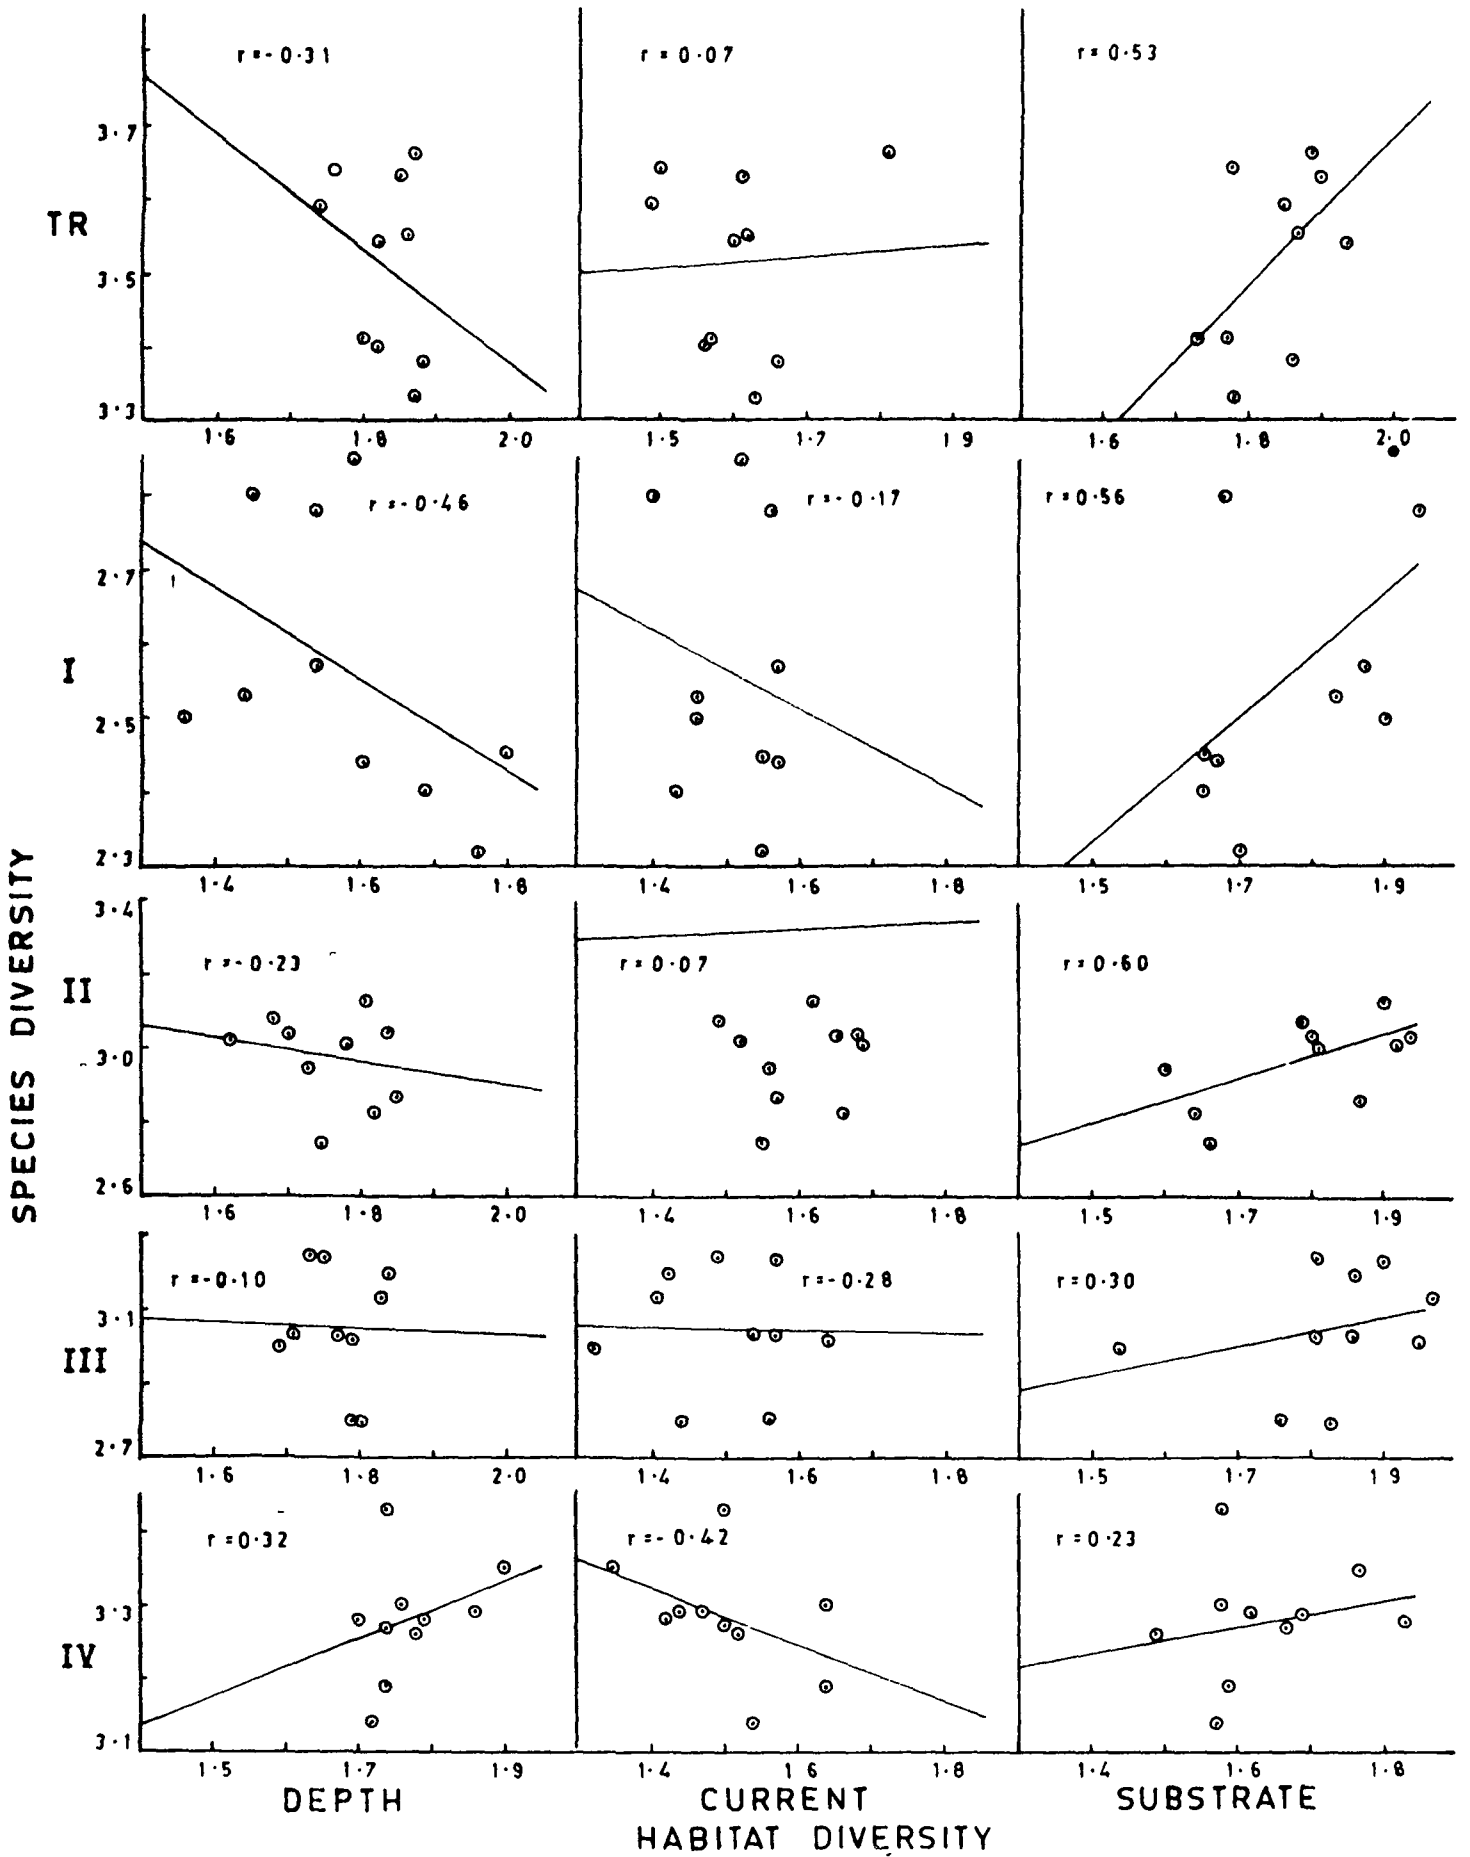 r=-0.31 r=0.07 r=0.53
3.7
TR
3.5
3.3
1.6 1.8 2.0 1.5 1.7 1.9 1.6 1.8 2.0
r=-0.46 r=-0.17 r=0.56
2.7
I
2.5
2.3
1.4 1.6 1.8 1.4 1.6 1.8 1.5 1.7 1.9
3.4
r=-0.23 r=0.07 r=0.60
II
3.0
2.6
1.6 1.8 2.0 1.4 1.6 1.8 1.5 1.7 1.9
r=-0.10 r=-0.28 r=0.30
3.1
III
2.7
1.6 1.8 2.0 1.4 1.6 1.8 1.5 1.7 1.9
r=0.32 r=-0.42 r=0.23
3.3
IV
3.1
1.5 1.7 1.9 1.4 1.6 1.8 1.4 1.6 1.8
SPECIES DIVERSITY
DEPTH CURRENT SUBSTRATE
HABITAT DIVERSITY